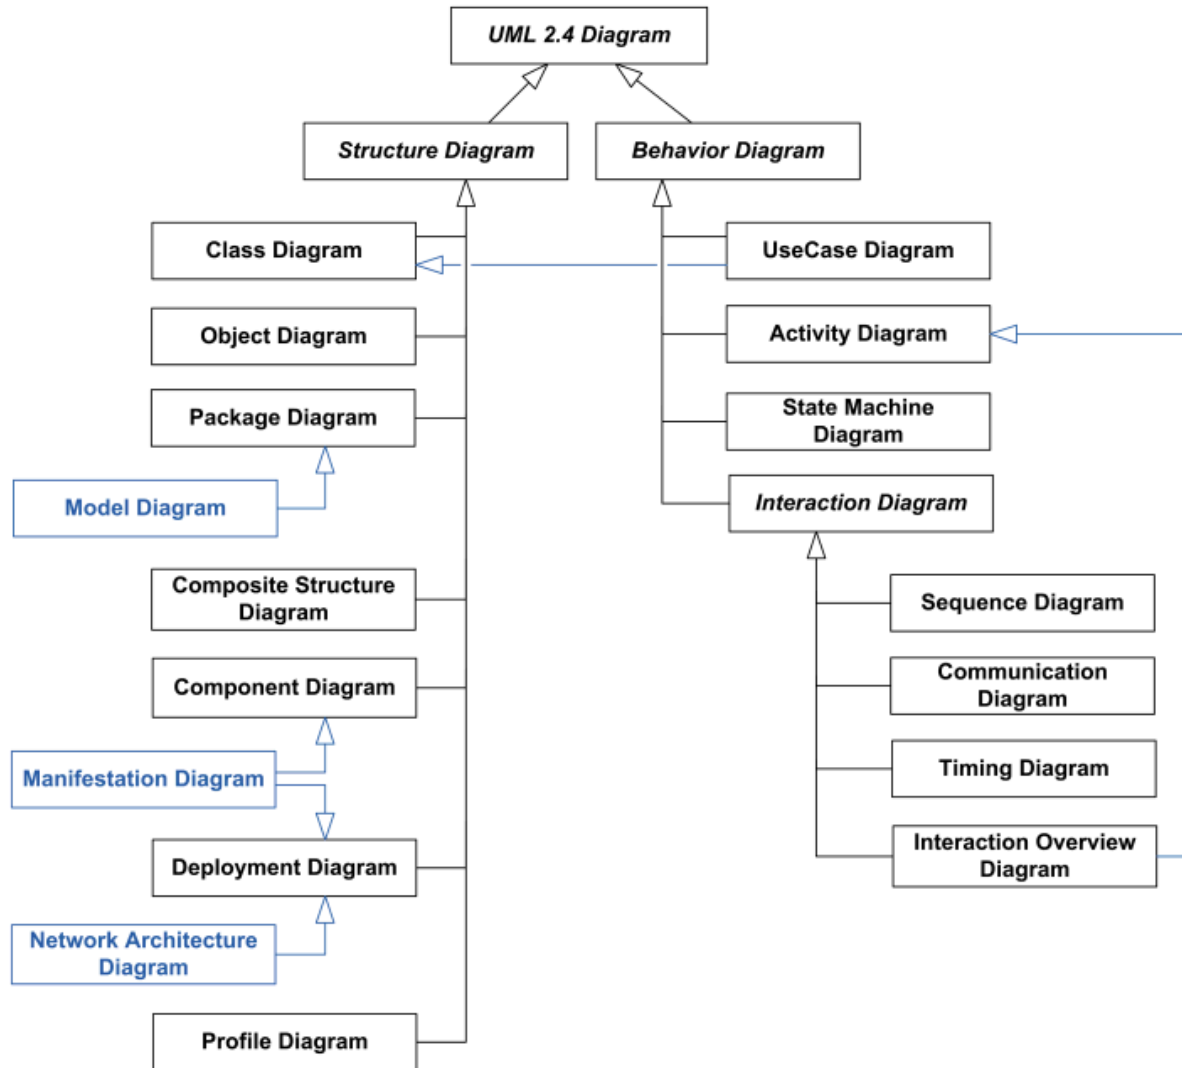 UML 2.4 Diagram
Structure Diagram
Behavior Diagram
Class Diagram
UseCase Diagram
Object Diagram
Activity Diagram
Package Diagram
State Machine
Diagram
Model Diagram
Interaction Diagram
Composite Structure
Diagram
Sequence Diagram
Component Diagram
Communication
Diagram
Manifestation Diagram
Timing Diagram
Deployment Diagram
Interaction Overview
Diagram
Network Architecture
Diagram
Profile Diagram